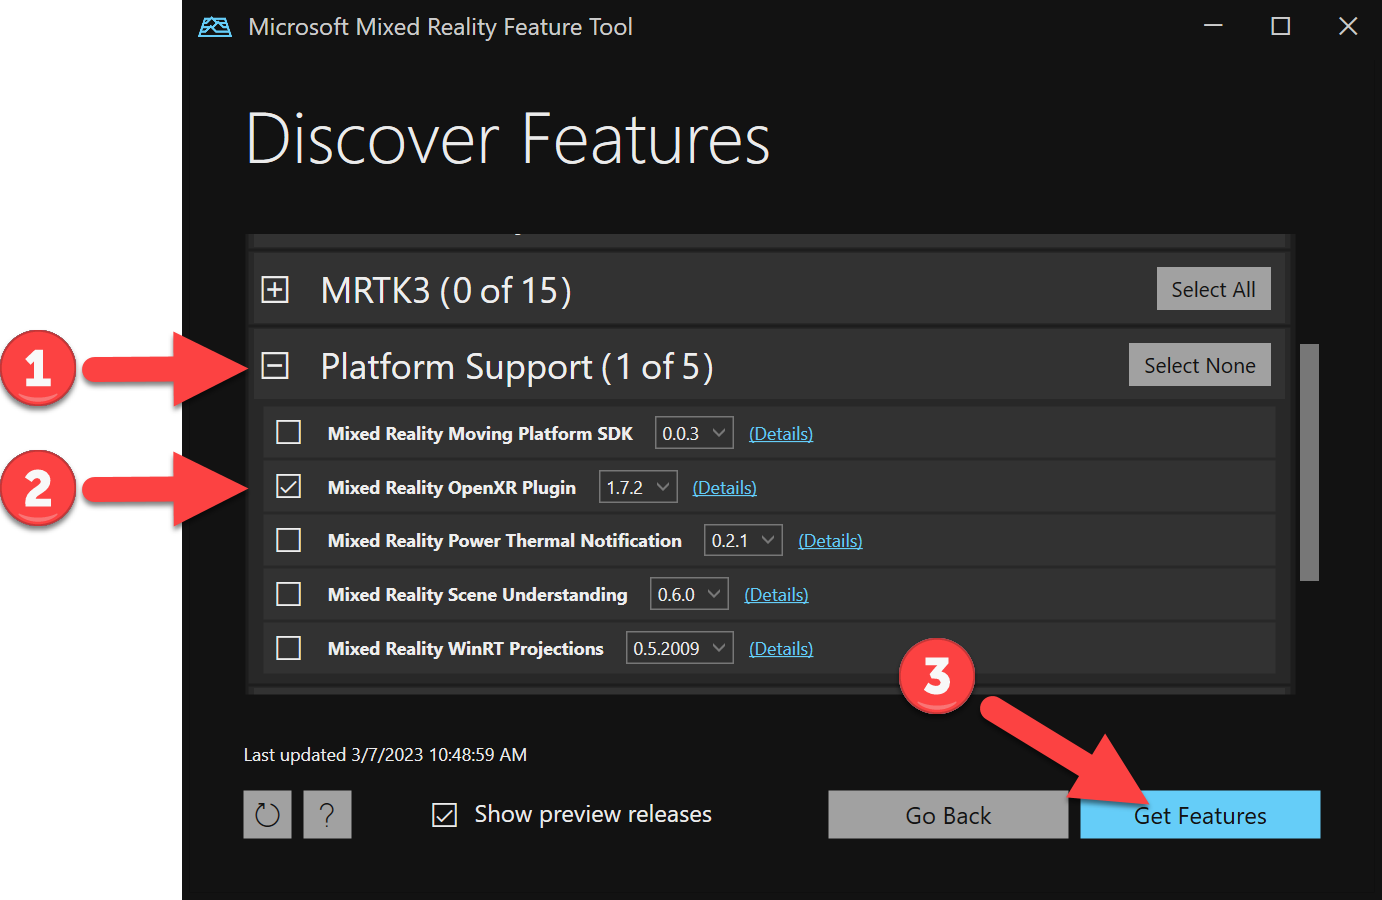 Microsoft Mixed Reality Feature Tool
Discover Features
MRTK3 (0 of 15)
Select All
1
Platform Support (1 of 5)
Select None
Mixed Reality Moving Platform SDK 0.0.3 (Details)
2
Mixed Reality OpenXR Plugin 1.7.2 (Details)
Mixed Reality Power Thermal Notification 0.2.1 (Details)
Mixed Reality Scene Understanding 0.6.0 (Details)
Mixed Reality WinRT Projections 0.5.2009 (Details)
3
Last updated 3/7/2023 10:48:59 AM
?
Show preview releases
Go Back
Get Features